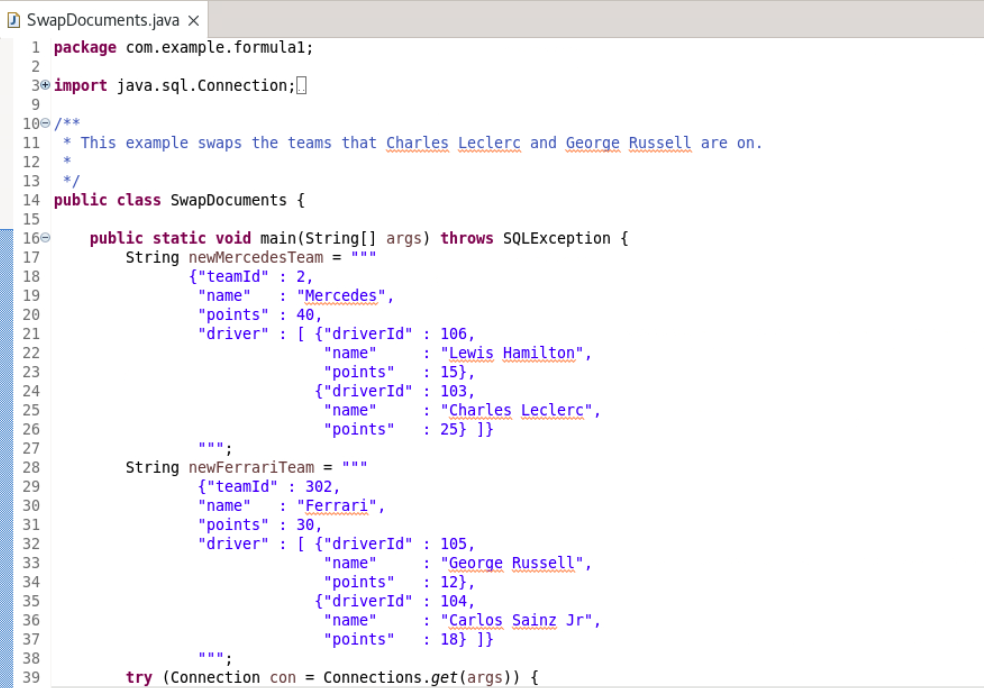 SwapDocuments.java
1 package com.example.formula1;
2
3 import java.sql.Connection;
9
10 /**
11  * This example swaps the teams that Charles Leclerc and George Russell are on.
12  *
13  */
14 public class SwapDocuments {
15
16     public static void main(String[] args) throws SQLException {
17         String newMercedesTeam = """
18                {"teamId" : 2,
19                 "name"   : "Mercedes",
20                 "points" : 40,
21                 "driver" : [ {"driverId" : 106,
22                               "name"     : "Lewis Hamilton",
23                               "points"   : 15},
24                              {"driverId" : 103,
25                               "name"     : "Charles Leclerc",
26                               "points"   : 25} ]}
27                 """;
28         String newFerrariTeam = """
29                 {"teamId" : 302,
30                 "name"   : "Ferrari",
31                 "points" : 30,
32                 "driver" : [ {"driverId" : 105,
33                               "name"     : "George Russell",
34                               "points"   : 12},
35                              {"driverId" : 104,
36                               "name"     : "Carlos Sainz Jr",
37                               "points"   : 18} ]}
38                 """;
39         try (Connection con = Connections.get(args)) {